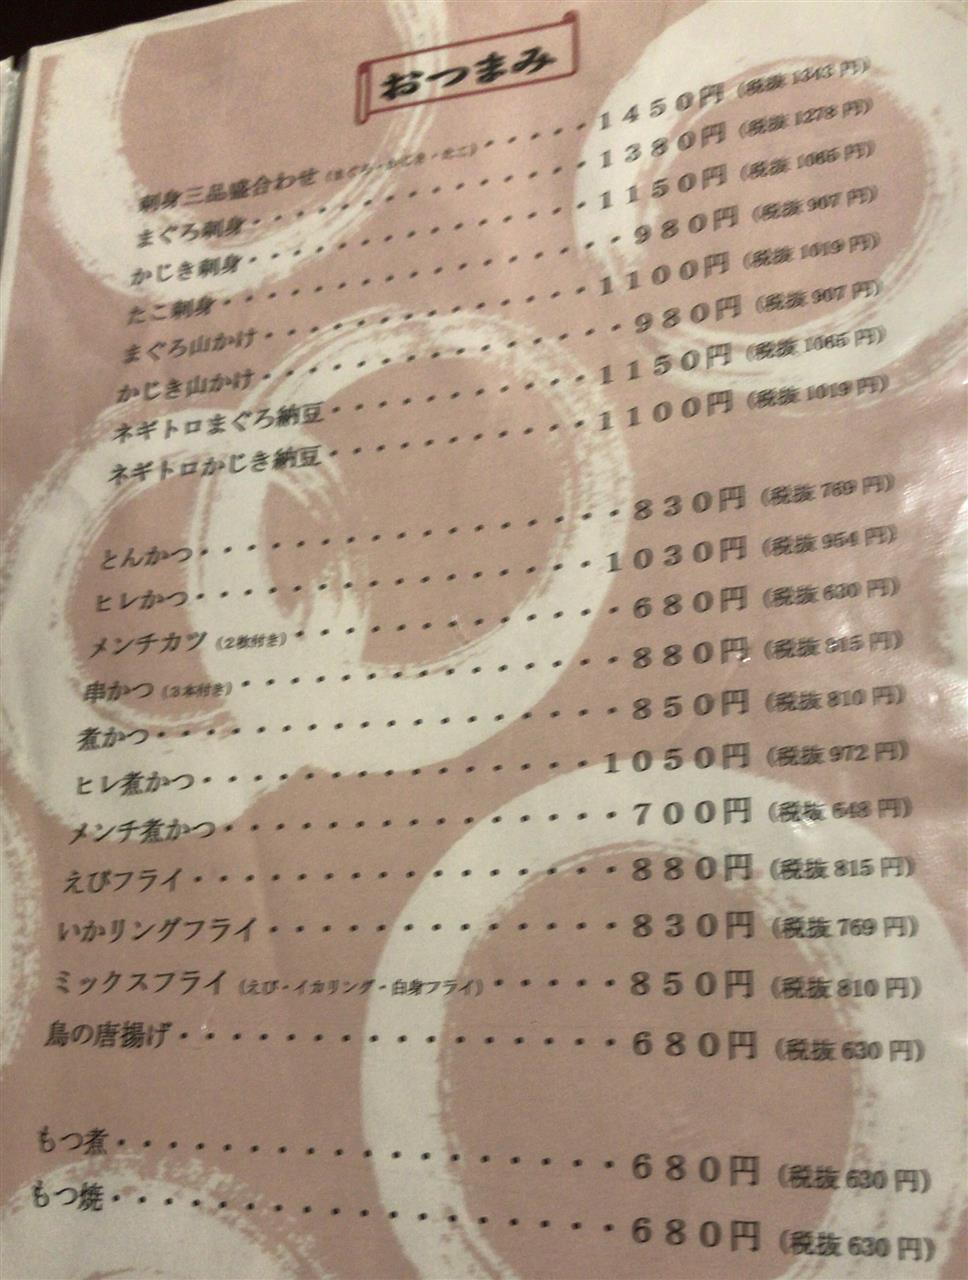 おつまみ
刺身三品盛合わせ (まぐろ・かじき・たこ)・・・・・1450円 (税抜1343円)
まぐろ刺身・・・・・・・・・・・・・・1380円 (税抜1278円)
かじき刺身・・・・・・・・・・・・・・1150円 (税抜1065円)
たこ刺身・・・・・・・・・・・・・・・・980円 (税抜907円)
まぐろ山かけ・・・・・・・・・・・・・1100円 (税抜1019円)
かじき山かけ・・・・・・・・・・・・・・980円 (税抜907円)
ネギトロまぐろ納豆・・・・・・・・・・1150円 (税抜1065円)
ネギトロかじき納豆・・・・・・・・・・1100円 (税抜1019円)
とんかつ・・・・・・・・・・・・・・・・830円 (税抜769円)
ヒレかつ・・・・・・・・・・・・・・・1030円 (税抜954円)
メンチカツ (2枚付き)・・・・・・・・・・・・680円 (税抜630円)
串かつ (3本付き)・・・・・・・・・・・・・・880円 (税抜815円)
煮かつ・・・・・・・・・・・・・・・・・850円 (税抜810円)
ヒレ煮かつ・・・・・・・・・・・・・・1050円 (税抜972円)
メンチ煮かつ・・・・・・・・・・・・・・700円 (税抜648円)
えびフライ・・・・・・・・・・・・・・・880円 (税抜815円)
いかリングフライ・・・・・・・・・・・・830円 (税抜769円)
ミックスフライ (えび・イカリング・白身フライ)・・・・・850円 (税抜810円)
鳥の唐揚げ・・・・・・・・・・・・・・・680円 (税抜630円)
もつ煮・・・・・・・・・・・・・・・・・680円 (税抜630円)
もつ焼・・・・・・・・・・・・・・・・・680円 (税抜630円)